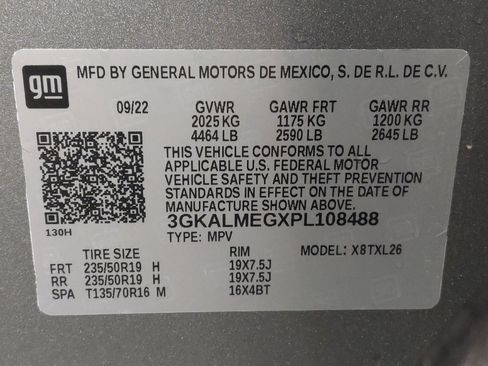 gm MFD BY GENERAL MOTORS DE MEXICO, S. DE R.L. DE C.V.
09/22 GVWR GAWR FRT GAWR RR
2025 KG 1175 KG 1200 KG
4464 LB 2590 LB 2645 LB
THIS VEHICLE CONFORMS TO ALL
APPLICABLE U.S. FEDERAL MOTOR
VEHICLE SAFETY AND THEFT PREVENTION
STANDARDS IN EFFECT ON THE DATE OF
MANUFACTURE SHOWN ABOVE.
3GKALMEGXPL108488
130H TYPE: MPV MODEL: X8TXL26
TIRE SIZE RIM
FRT 235/50R19 H 19X7.5J
RR 235/50R19 H 19X7.5J
SPA T135/70R16 M 16X4BT